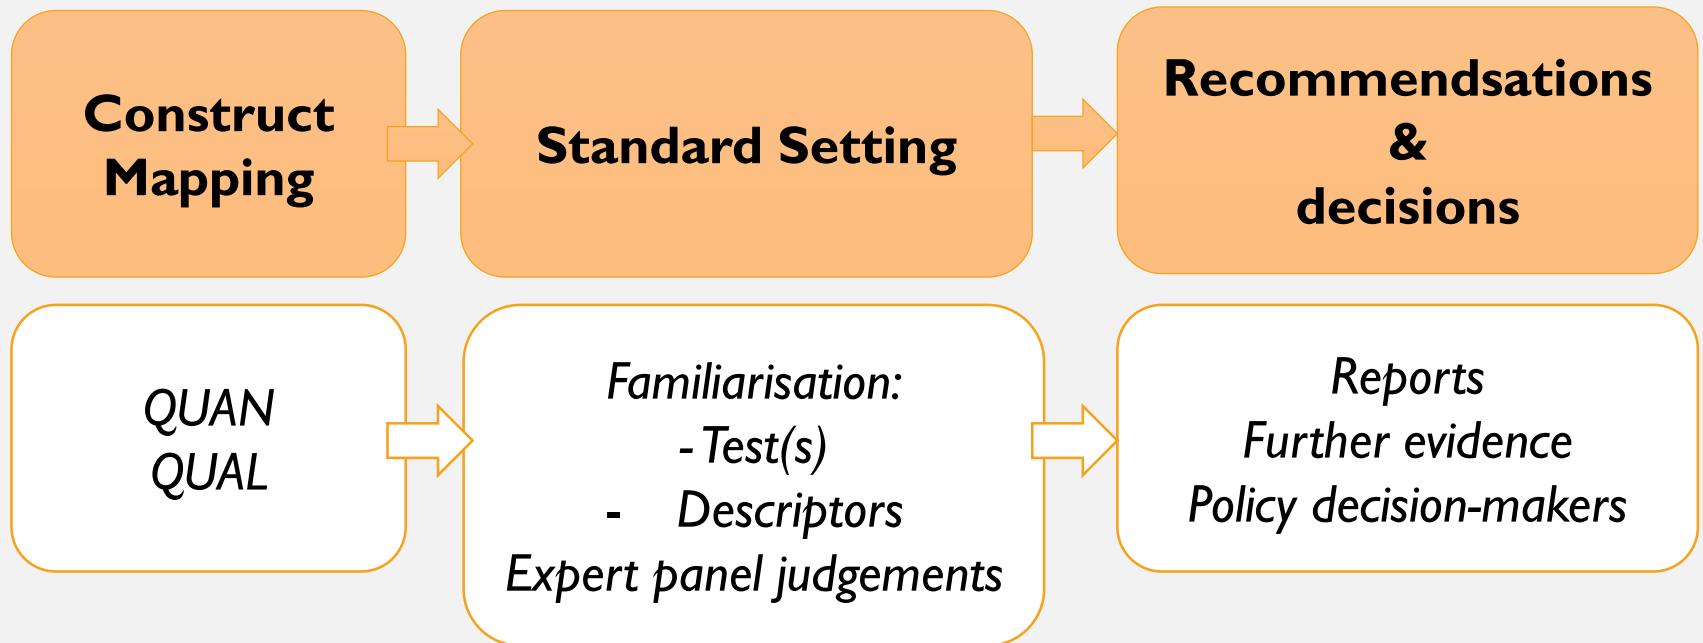 Construct
Mapping
Standard Setting
Recommendsations
&
decisions
QUAN
QUAL
Familiarisation:
- Test(s)
- Descriptors
Expert panel judgements
Reports
Further evidence
Policy decision-makers